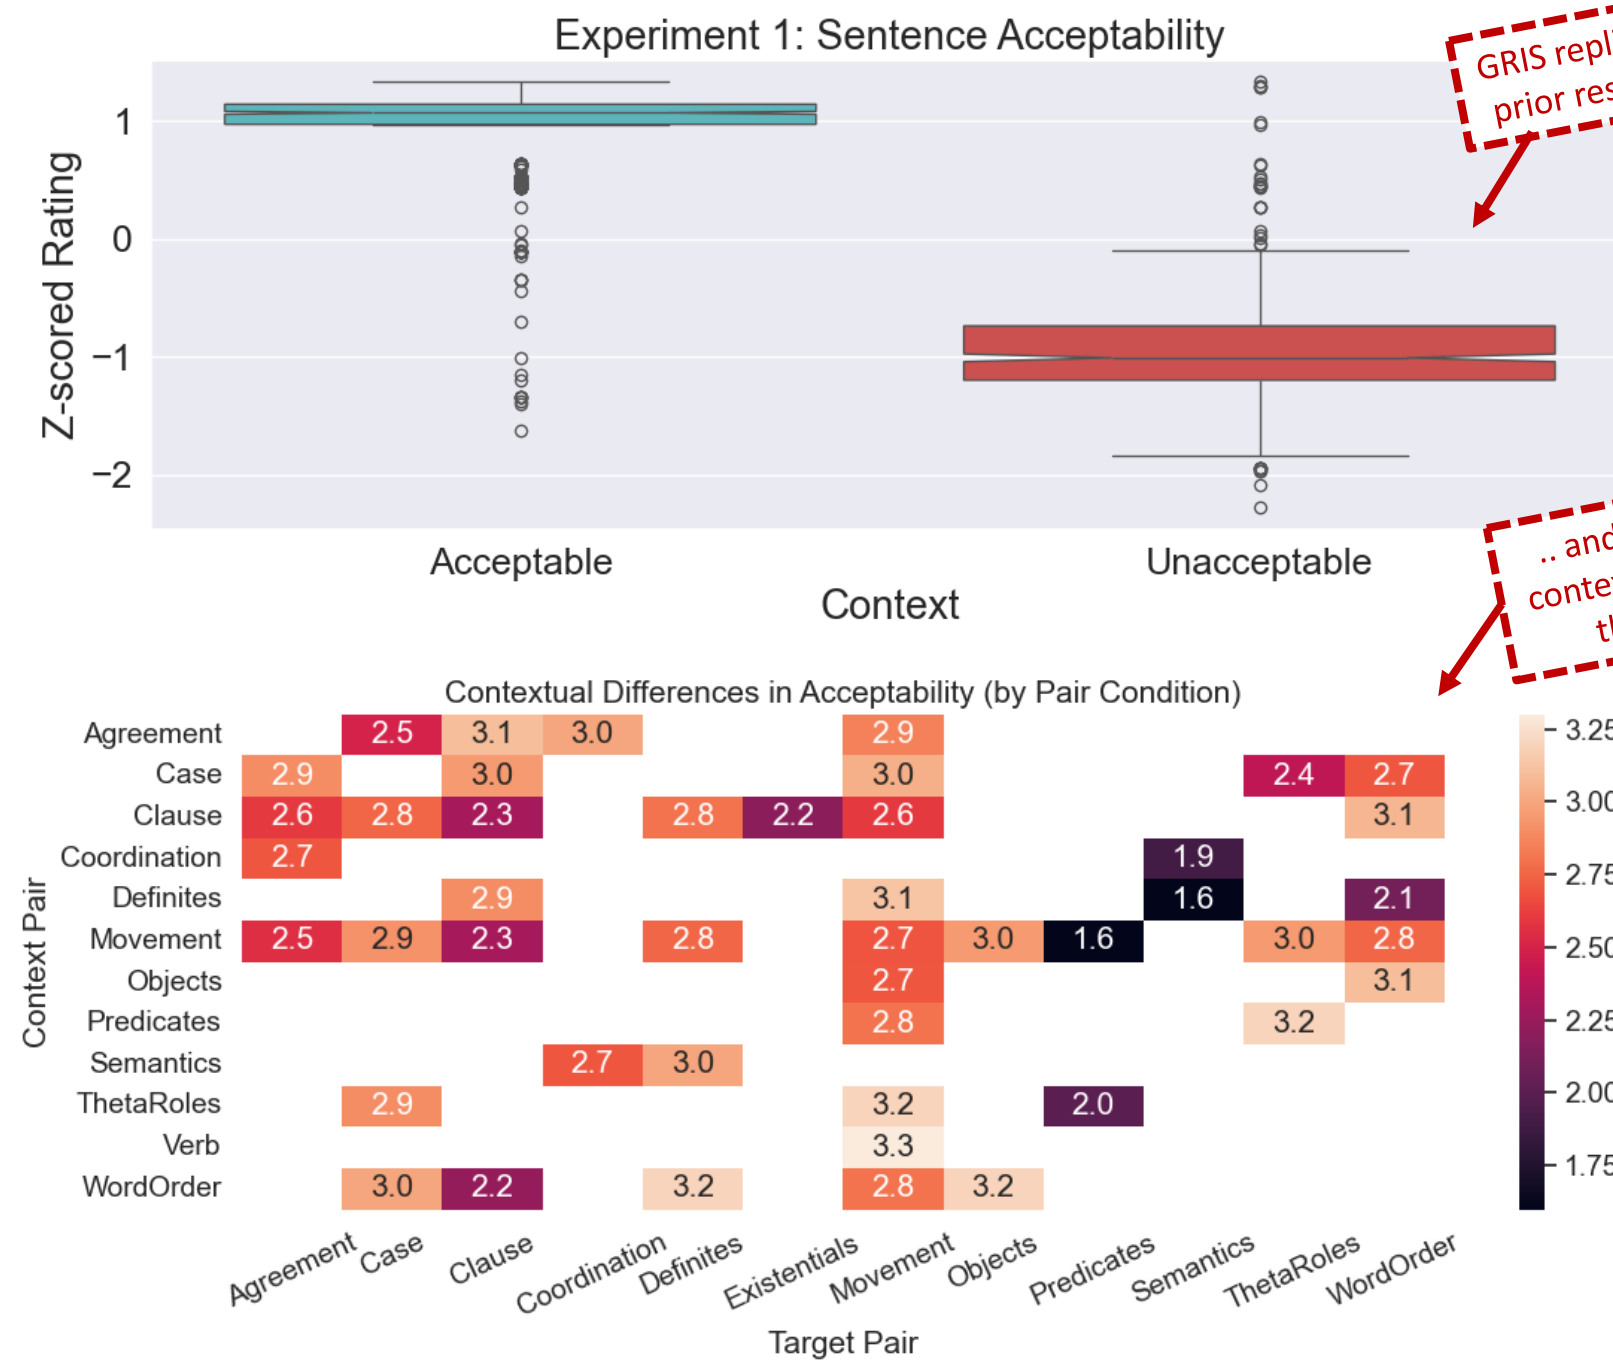 Experiment 1: Sentence Acceptability
GRIS
prior
Z-scored Rating
1
0
−1
−2
Acceptable
Unacceptable
Context
.. and
Contextual Differences in Acceptability (by Pair Condition)
Context Pair
Agreement 2.5 3.1 3.0 2.9
Case 2.9 3.0 3.0 2.4 2.7
Clause 2.6 2.8 2.3 2.8 2.2 2.6 3.1
Coordination 2.7 1.9
Definites 2.9 3.1 1.6 2.1
Movement 2.5 2.9 2.3 2.8 2.7 3.0 1.6 3.0 2.8
Objects 2.7 3.1
Predicates 2.8 3.2
Semantics 2.7 3.0
ThetaRoles 2.9 3.2 2.0
Verb 3.3
WordOrder 3.0 2.2 3.2 2.8 3.2
Agreement Case Clause Coordination Definites Existentials Movement Objects Predicates Semantics ThetaRoles WordOrder
Target Pair
3.25
3.00
2.75
2.50
2.25
2.00
1.75